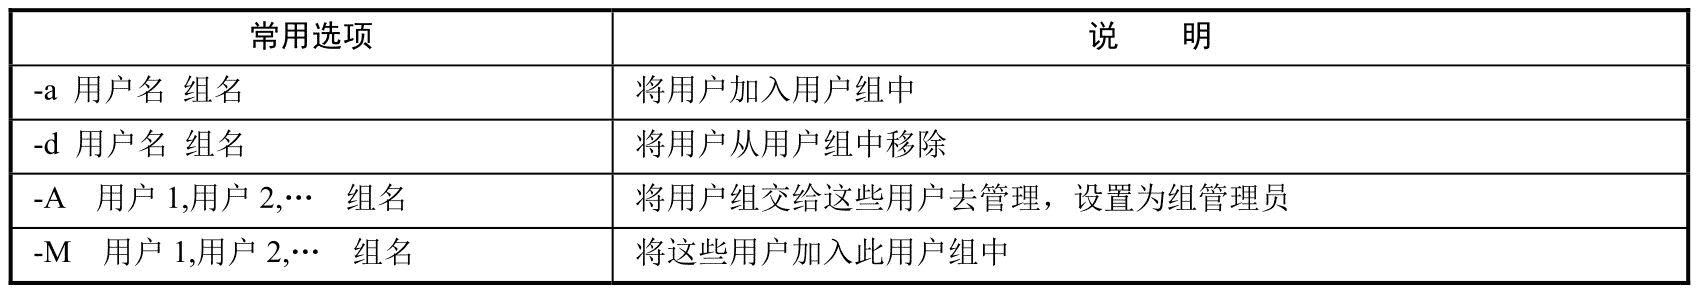 常用选项 说 明
-a 用户名 组名 将用户加入用户组中
-d 用户名 组名 将用户从用户组中移除
-A 用户 1,用户 2,… 组名 将用户组交给这些用户去管理，设置为组管理员
-M 用户 1,用户 2,… 组名 将这些用户加入此用户组中